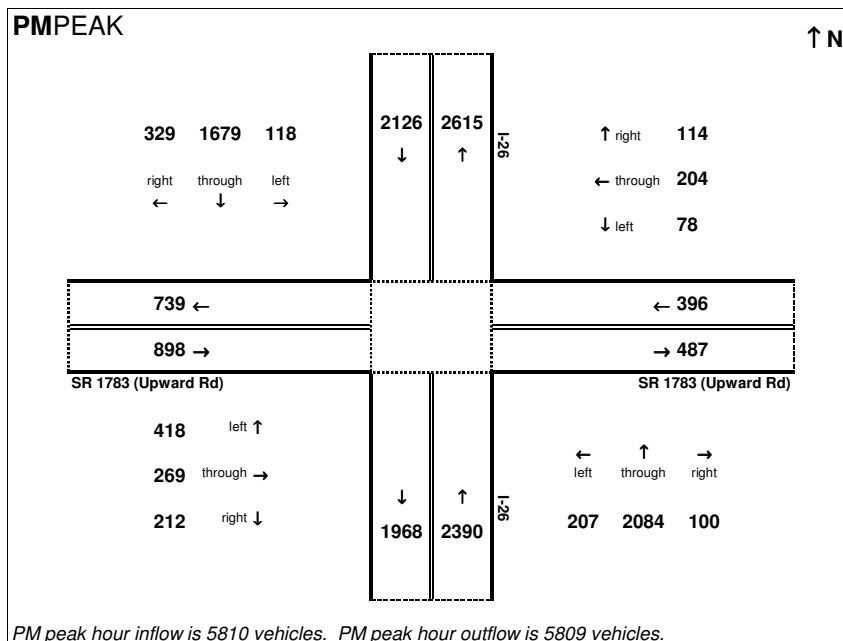 PMPEAK
↑ N
329 1679 118
right through left
← ↓ →
2126 2615
↓ ↑
I-26
↑ right 114
← through 204
↓ left 78
739 ←
← 396
898 →
→ 487
SR 1783 (Upward Rd)
SR 1783 (Upward Rd)
418 left ↑
269 through →
212 right ↓
↓ ↑
1968 2390
I-26
← ↑ →
left through right
207 2084 100
PM peak hour inflow is 5810 vehicles. PM peak hour outflow is 5809 vehicles.